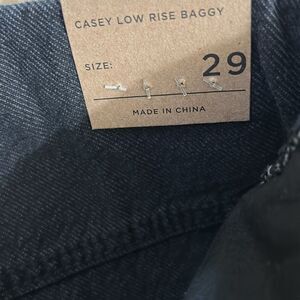 CASEY LOW RISE BAGGY
SIZE: 29
MADE IN CHINA